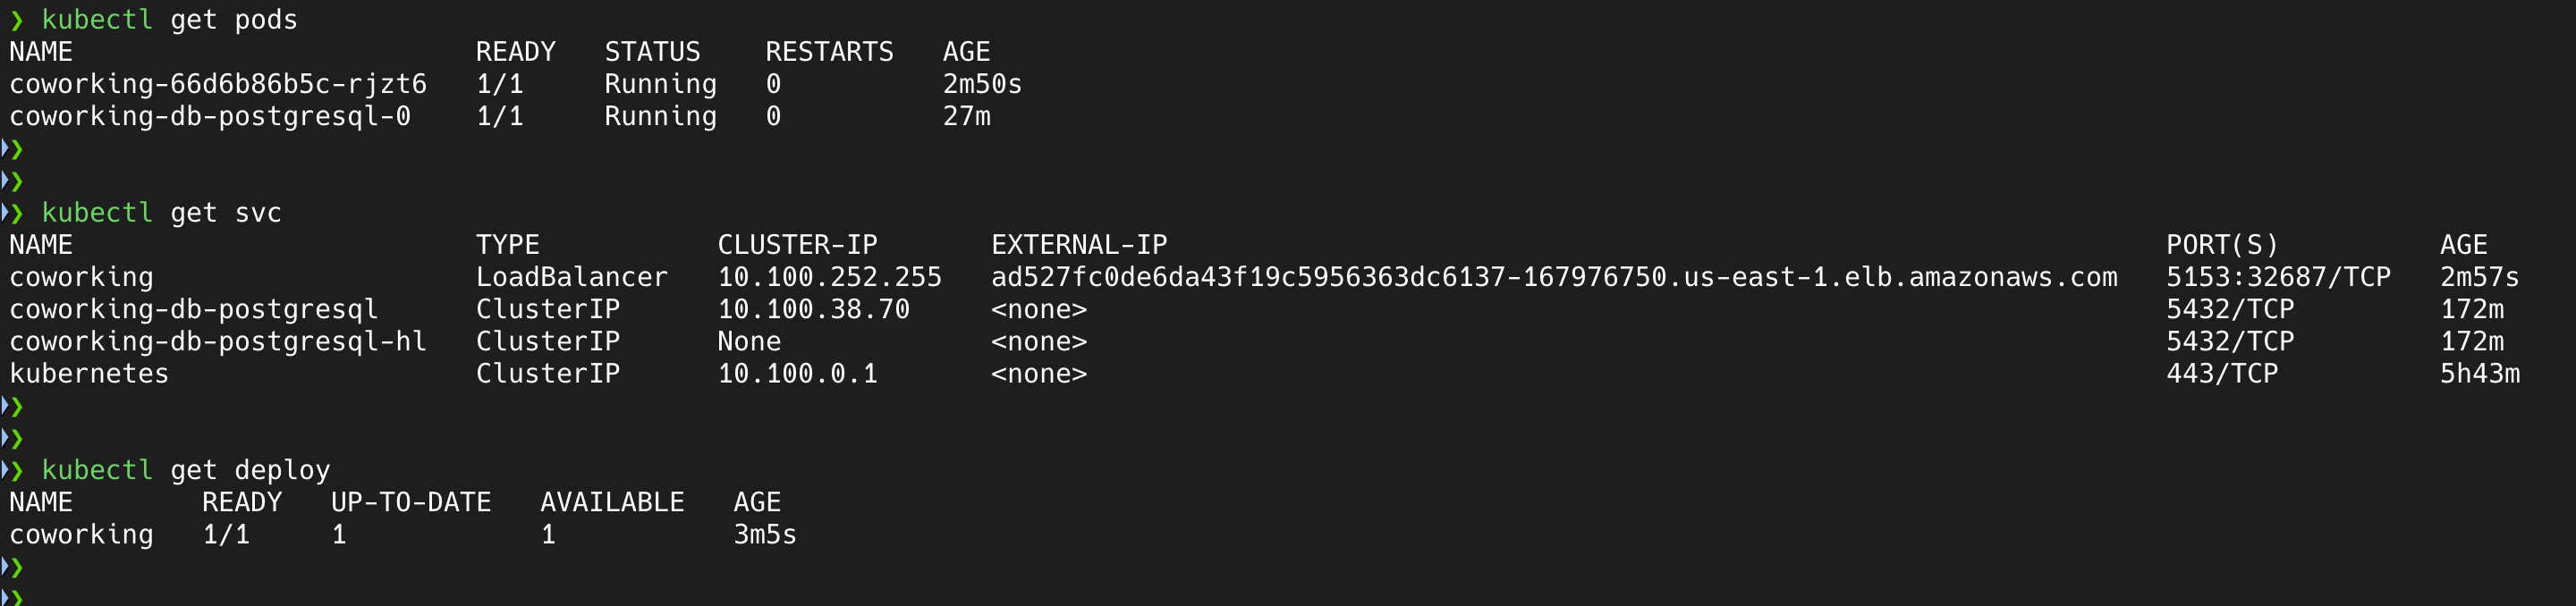 ❯ kubectl get pods
NAME                         READY   STATUS    RESTARTS   AGE
coworking-66d6b86b5c-rjzt6   1/1     Running   0          2m50s
coworking-db-postgresql-0    1/1     Running   0          27m
❯
❯
❯ kubectl get svc
NAME                         TYPE           CLUSTER-IP       EXTERNAL-IP                                                              PORT(S)          AGE
coworking                    LoadBalancer   10.100.252.255   ad527fc0de6da43f19c5956363dc6137-167976750.us-east-1.elb.amazonaws.com   5153:32687/TCP   2m57s
coworking-db-postgresql      ClusterIP      10.100.38.70     <none>                                                                   5432/TCP         172m
coworking-db-postgresql-hl   ClusterIP      None             <none>                                                                   5432/TCP         172m
kubernetes                   ClusterIP      10.100.0.1       <none>                                                                   443/TCP          5h43m
❯
❯
❯ kubectl get deploy
NAME        READY   UP-TO-DATE   AVAILABLE   AGE
coworking   1/1     1            1           3m5s
❯
❯